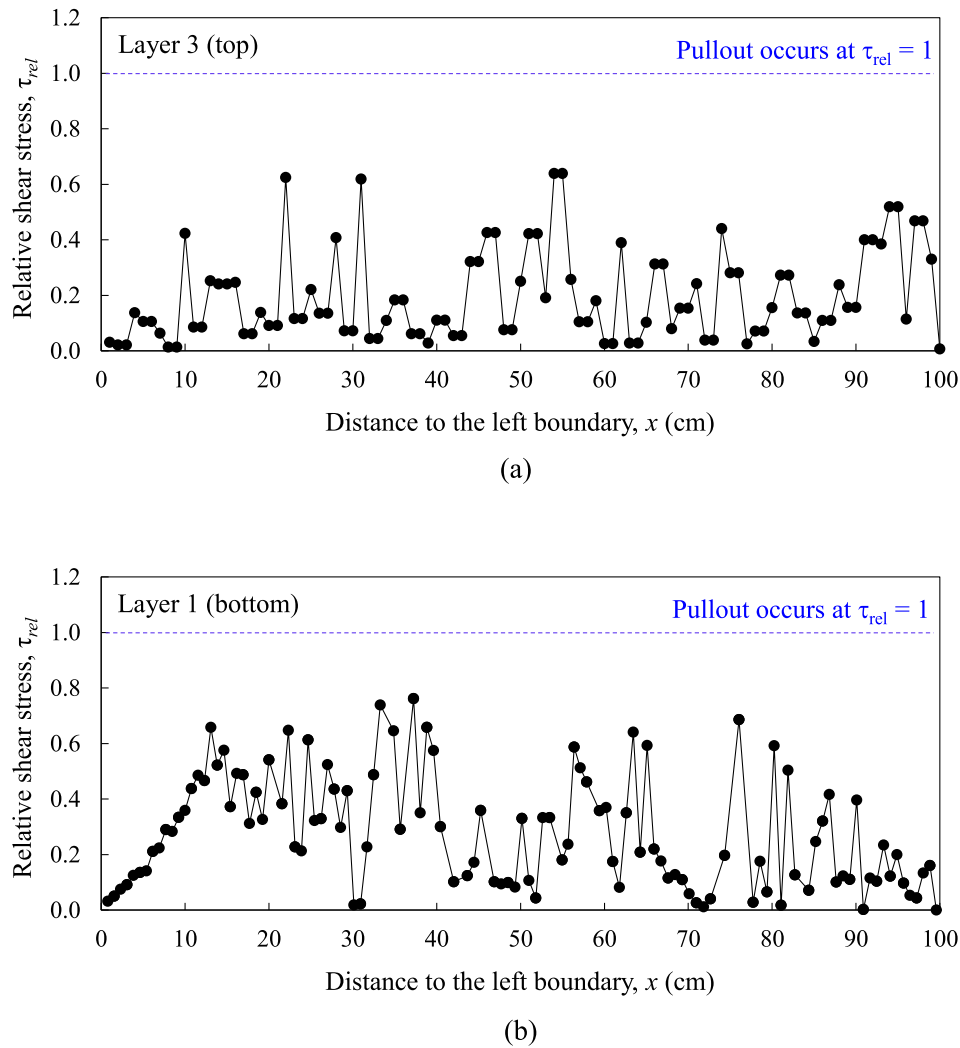 1.2
Layer 3 (top)
Pullout occurs at τrel = 1
1.0
0.8
0.6
0.4
0.2
0.0
Relative shear stress, τrel
0 10 20 30 40 50 60 70 80 90 100
Distance to the left boundary, x (cm)
(a)
1.2
Layer 1 (bottom)
Pullout occurs at τrel = 1
1.0
0.8
0.6
0.4
0.2
0.0
Relative shear stress, τrel
0 10 20 30 40 50 60 70 80 90 100
Distance to the left boundary, x (cm)
(b)